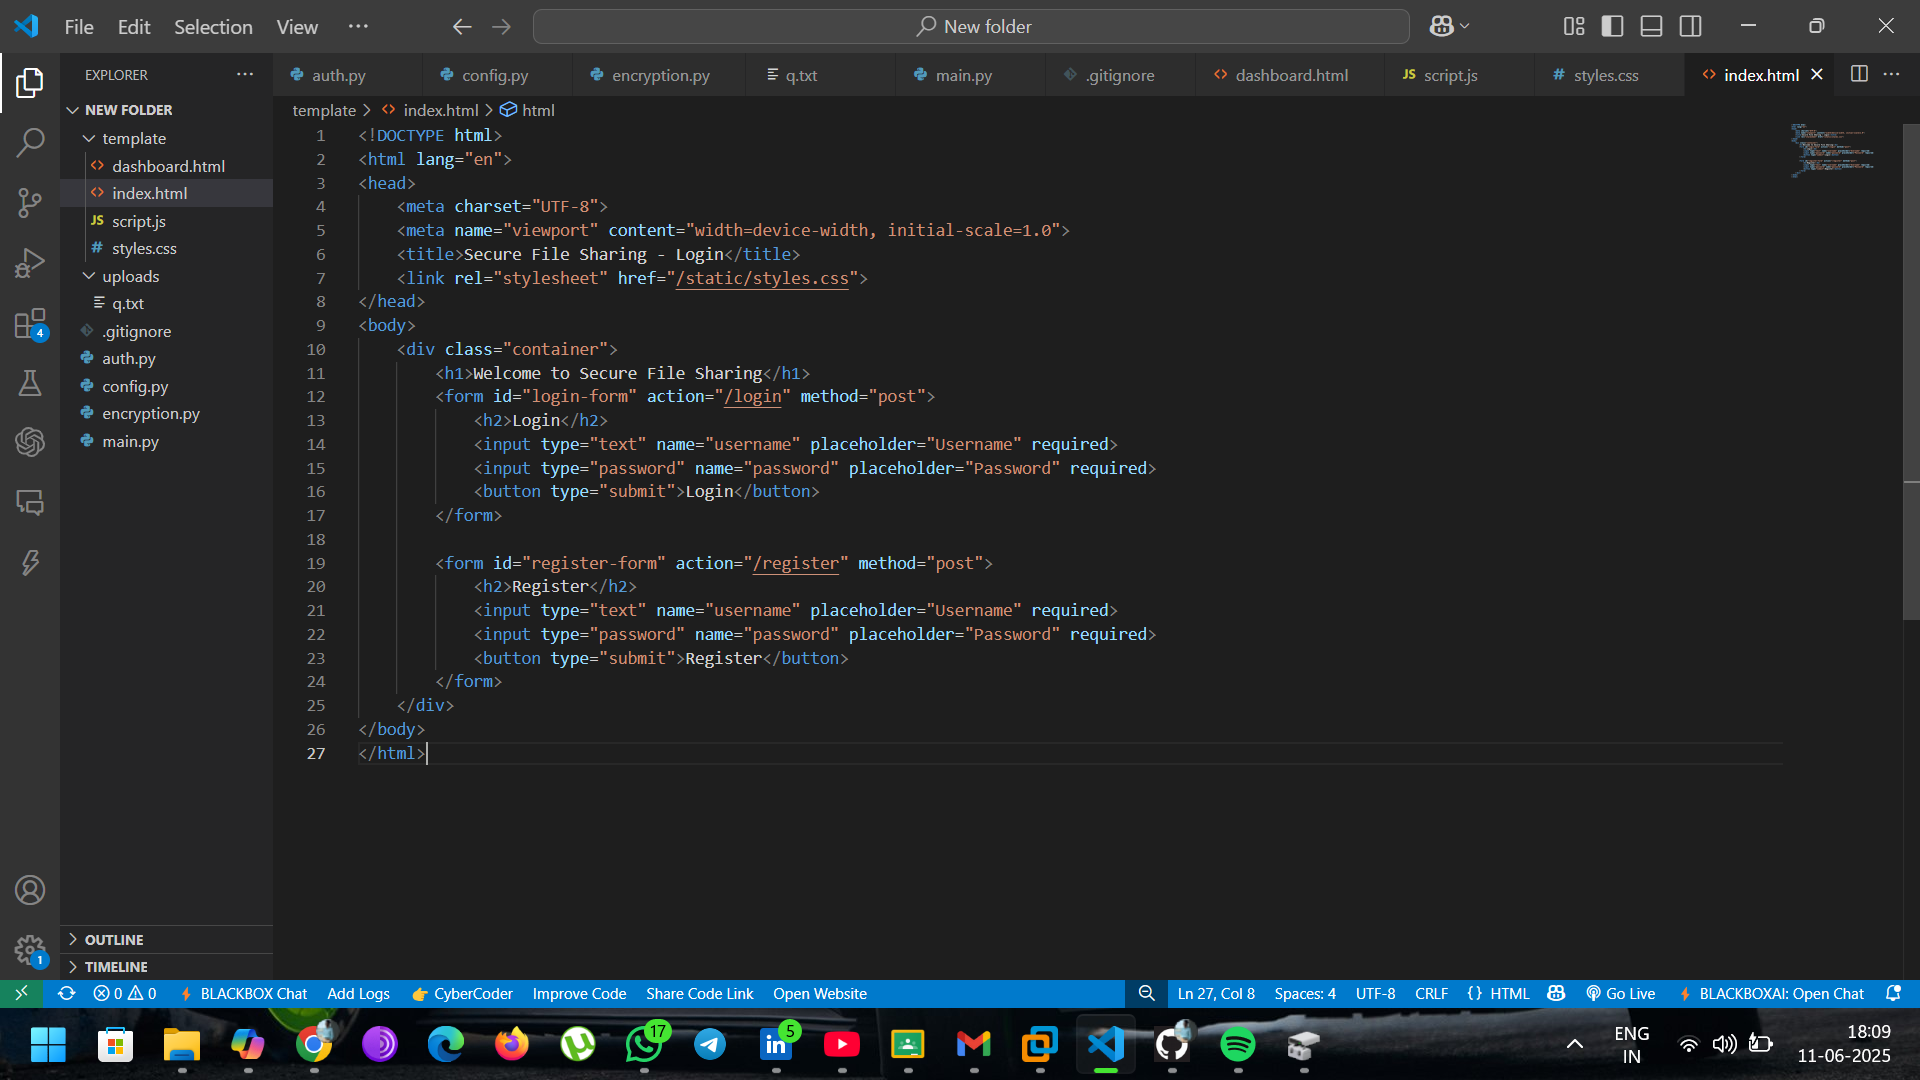 File Edit Selection View ··· New folder
EXPLORER ···
auth.py config.py encryption.py q.txt main.py .gitignore dashboard.html JS script.js # styles.css <> index.html
NEW FOLDER
template
<> dashboard.html
<> index.html
JS script.js
# styles.css
uploads
q.txt
.gitignore
auth.py
config.py
encryption.py
main.py
OUTLINE
TIMELINE
4
1
template > <> index.html > html
1 <!DOCTYPE html>
2 <html lang="en">
3 <head>
4 <meta charset="UTF-8">
5 <meta name="viewport" content="width=device-width, initial-scale=1.0">
6 <title>Secure File Sharing - Login</title>
7 <link rel="stylesheet" href="/static/styles.css">
8 </head>
9 <body>
10 <div class="container">
11 <h1>Welcome to Secure File Sharing</h1>
12 <form id="login-form" action="/login" method="post">
13 <h2>Login</h2>
14 <input type="text" name="username" placeholder="Username" required>
15 <input type="password" name="password" placeholder="Password" required>
16 <button type="submit">Login</button>
17 </form>
18
19 <form id="register-form" action="/register" method="post">
20 <h2>Register</h2>
21 <input type="text" name="username" placeholder="Username" required>
22 <input type="password" name="password" placeholder="Password" required>
23 <button type="submit">Register</button>
24 </form>
25 </div>
26 </body>
27 </html>
0 0 BLACKBOX Chat Add Logs CyberCoder Improve Code Share Code Link Open Website Ln 27, Col 8 Spaces: 4 UTF-8 CRLF {} HTML Go Live BLACKBOXAI: Open Chat
17 5
in
ENG
IN
18:09
11-06-2025